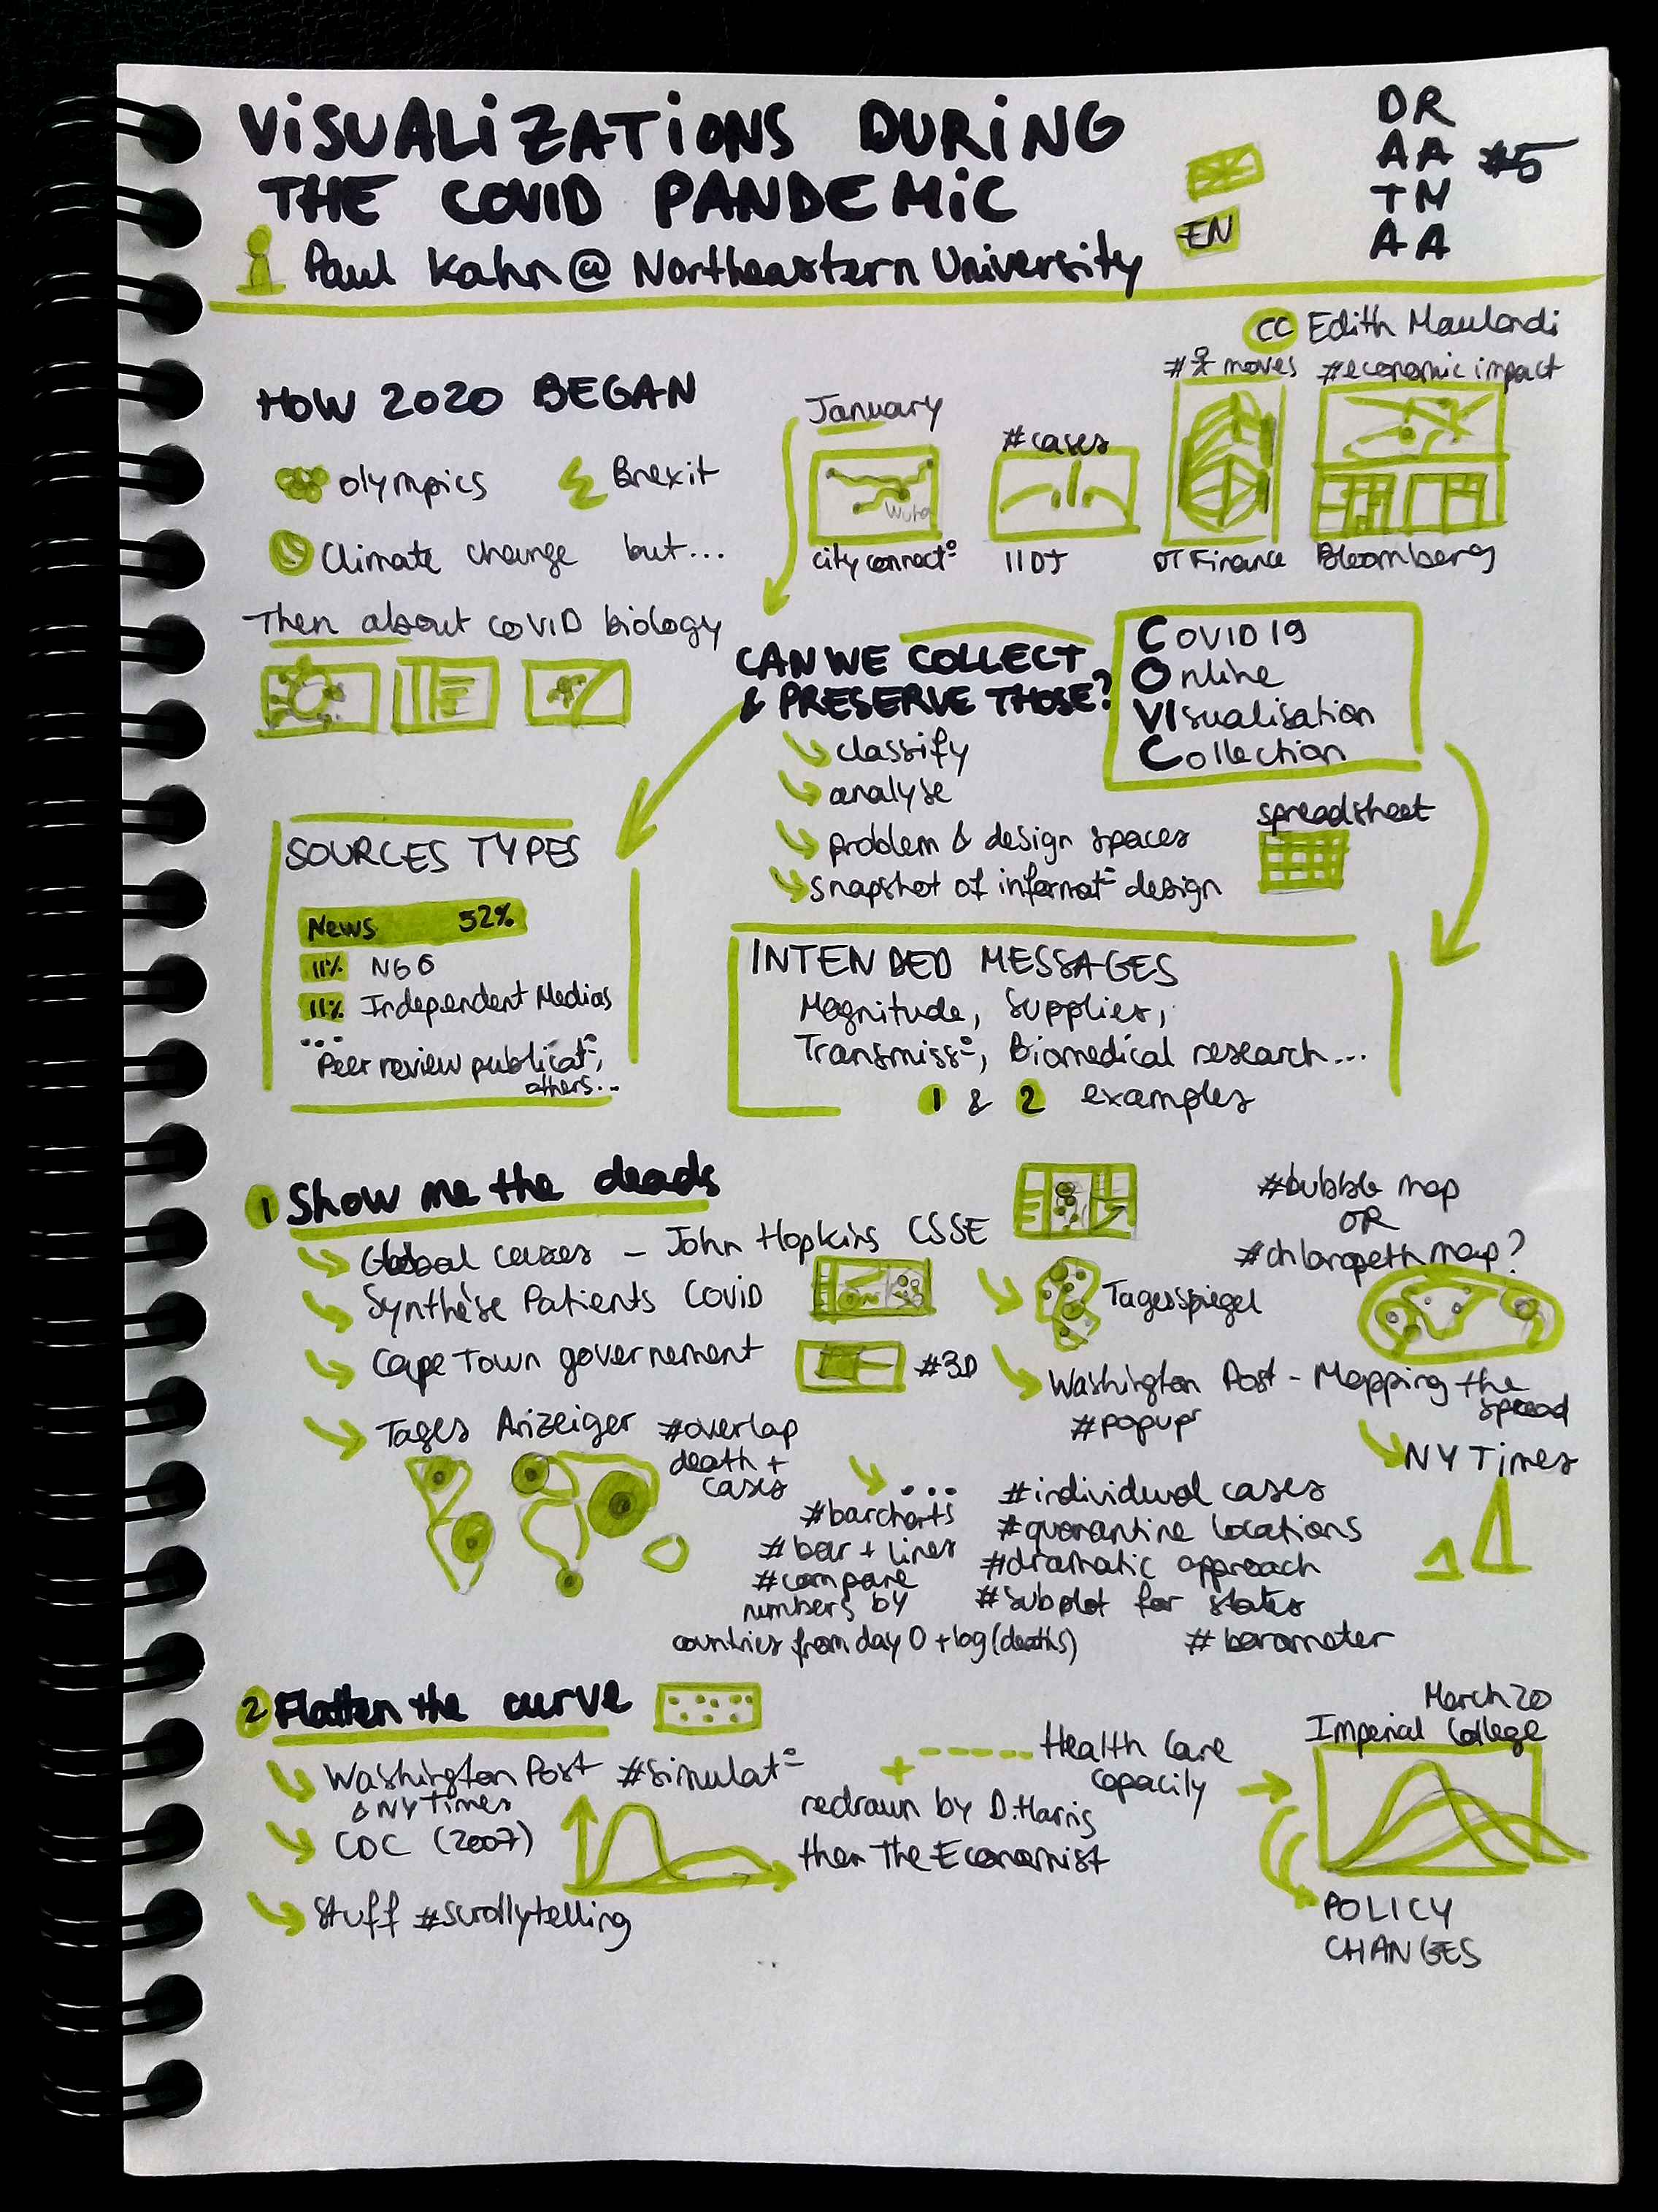 VISUALIZATIONS DURING
THE COVID PANDEMIC
Paul Kahn @ Northeastern University
EN
DR
AA #5
TM
AA
CC Edith Maulandi
HOW 2020 BEGAN
olympics
Brexit
Climate change but...
Then about COVID biology
January
Wuha
city connect°
#cases
11DJ
# moves
DT Finance
#economic impact
Bloomberg
CAN WE COLLECT
& PRESERVE THOSE?
classify
analyse
problem & design spaces
snapshot of informat° design
COVID19
Online
VIsualisation
Collection
spreadsheet
SOURCES TYPES
News 52%
11% NGO
11% Independent Medias
...
Peer review publicat°,
others...
INTENDED MESSAGES
Magnitude, Supplies,
Transmiss°, Biomedical research...
1 & 2 examples
1 Show me the deads
Global cases - John Hopkins CSSE
Synthèse Patients COVID
Cape Town governement
#3D
Tages Anzeiger #overlap
death +
cases
#bubble map
OR
#chloropeth map?
Tagesspiegel
Washington Post - Mapping the
spread
#popup
NY Times
...
#barcharts
#bar + lines
#compare
numbers by
countries from day 0 + log(deaths)
#individual cases
#quarantine locations
#dramatic approach
#subplot for states
#barometer
2 Flatten the curve
Washington Post #simulat°
& NY Times
CDC (2007)
Stuff #scrollytelling
+ ------ Health Care
Capacity
redrawn by D.Harris
then The Economist
March 20
Imperial College
POLICY
CHANGES